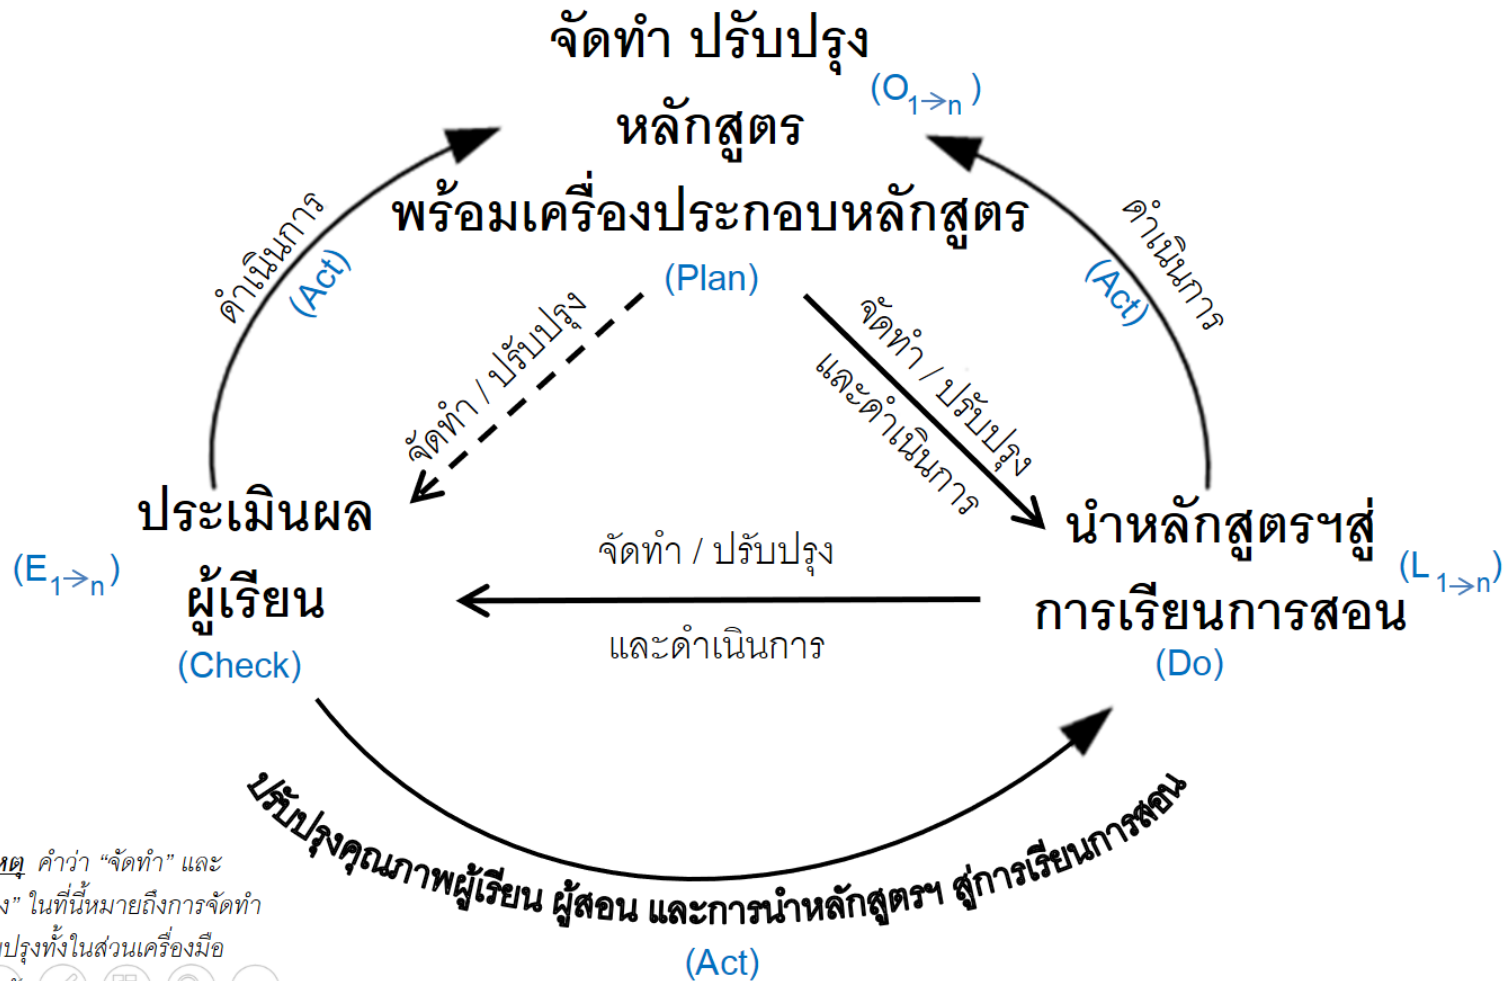 จัดทำ ปรับปรุง
(O1→n)
หลักสูตร
พร้อมเครื่องประกอบหลักสูตร
(Plan)
ดำเนินการ
(Act)
ดำเนินการ
(Act)
จัดทำ / ปรับปรุง
จัดทำ / ปรับปรุง
และดำเนินการ
ประเมินผล
ผู้เรียน
(E1→n)
(Check)
จัดทำ / ปรับปรุง
และดำเนินการ
นำหลักสูตรฯสู่
การเรียนการสอน
(L1→n)
(Do)
ปรับปรุงคุณภาพผู้เรียน ผู้สอน และการนำหลักสูตรฯ สู่การเรียนการสอน
(Act)
เหตุ คำว่า “จัดทำ” และ
ง” ในที่นี้หมายถึงการจัดทำ
ปรุงทั้งในส่วนเครื่องมือ